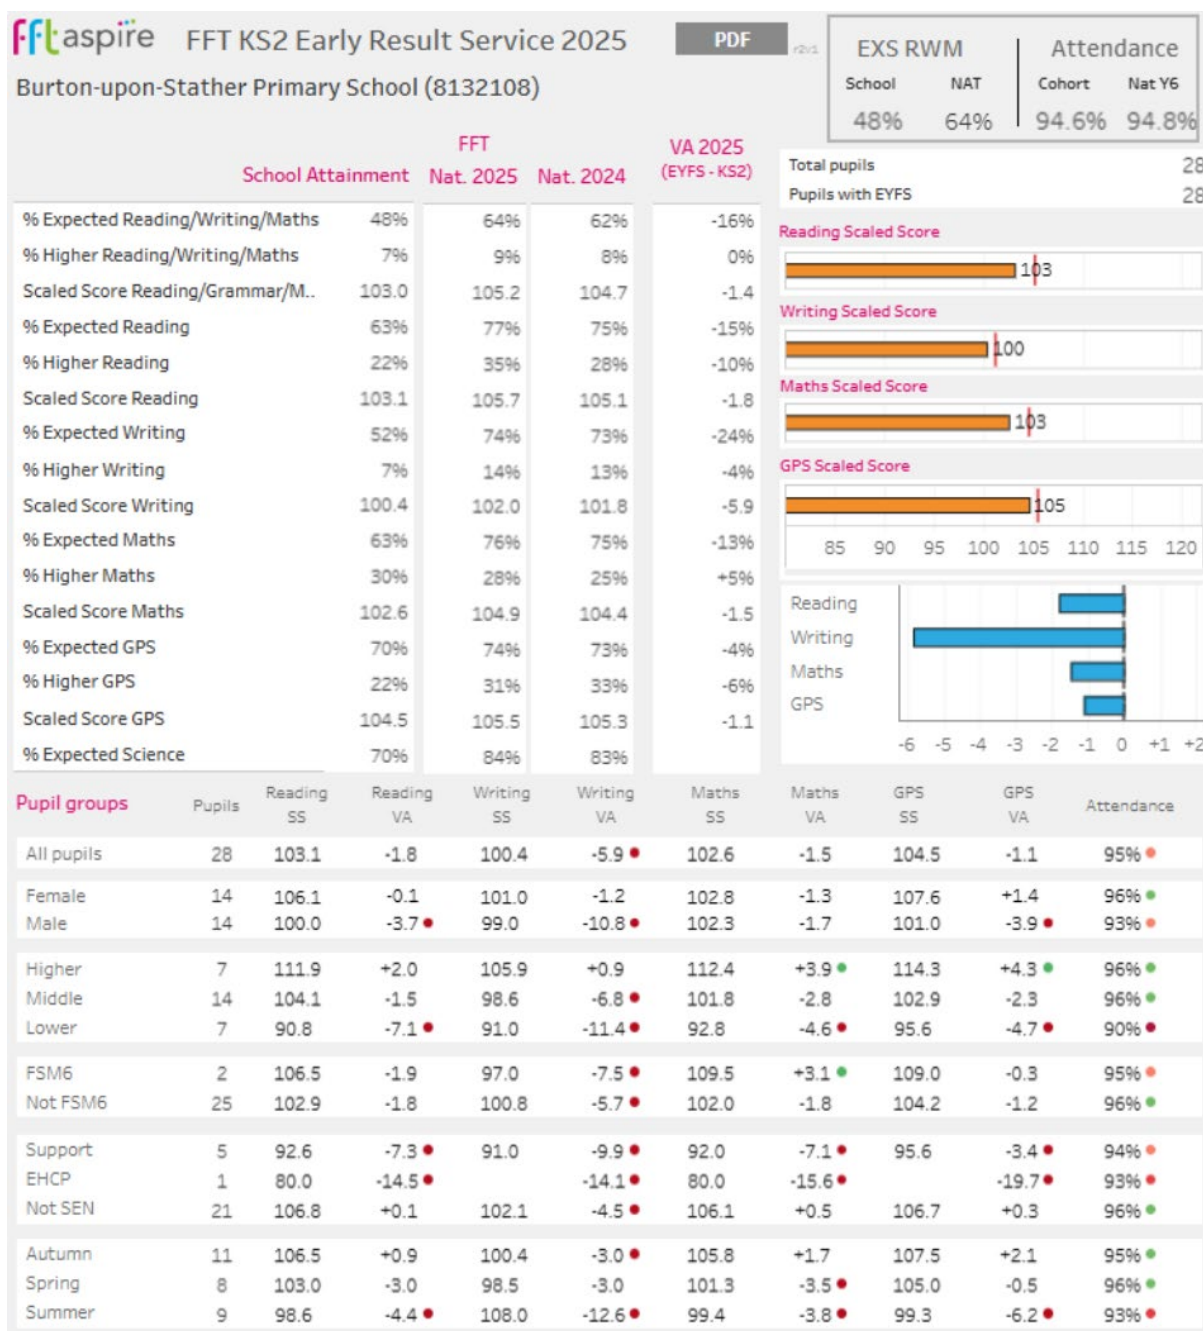 fft aspire FFT KS2 Early Result Service 2025 PDF r2v1
Burton-upon-Stather Primary School (8132108)
EXS RWM Attendance
School NAT Cohort Nat Y6
48% 64% 94.6% 94.8%
FFT VA 2025
School Attainment Nat. 2025 Nat. 2024 (EYFS - KS2)
% Expected Reading/Writing/Maths 48% 64% 62% -16%
% Higher Reading/Writing/Maths 7% 9% 8% 0%
Scaled Score Reading/Grammar/M.. 103.0 105.2 104.7 -1.4
% Expected Reading 63% 77% 75% -15%
% Higher Reading 22% 35% 28% -10%
Scaled Score Reading 103.1 105.7 105.1 -1.8
% Expected Writing 52% 74% 73% -24%
% Higher Writing 7% 14% 13% -4%
Scaled Score Writing 100.4 102.0 101.8 -5.9
% Expected Maths 63% 76% 75% -13%
% Higher Maths 30% 28% 25% +5%
Scaled Score Maths 102.6 104.9 104.4 -1.5
% Expected GPS 70% 74% 73% -4%
% Higher GPS 22% 31% 33% -6%
Scaled Score GPS 104.5 105.5 105.3 -1.1
% Expected Science 70% 84% 83%
Total pupils 28
Pupils with EYFS 28
Reading Scaled Score
103
Writing Scaled Score
100
Maths Scaled Score
103
GPS Scaled Score
105
85 90 95 100 105 110 115 120
Reading
Writing
Maths
GPS
-6 -5 -4 -3 -2 -1 0 +1 +2
Pupil groups Pupils Reading SS Reading VA Writing SS Writing VA Maths SS Maths VA GPS SS GPS VA Attendance
All pupils 28 103.1 -1.8 100.4 -5.9 102.6 -1.5 104.5 -1.1 95%
Female 14 106.1 -0.1 101.0 -1.2 102.8 -1.3 107.6 +1.4 96%
Male 14 100.0 -3.7 99.0 -10.8 102.3 -1.7 101.0 -3.9 93%
Higher 7 111.9 +2.0 105.9 +0.9 112.4 +3.9 114.3 +4.3 96%
Middle 14 104.1 -1.5 98.6 -6.8 101.8 -2.8 102.9 -2.3 96%
Lower 7 90.8 -7.1 91.0 -11.4 92.8 -4.6 95.6 -4.7 90%
FSM6 2 106.5 -1.9 97.0 -7.5 109.5 +3.1 109.0 -0.3 95%
Not FSM6 25 102.9 -1.8 100.8 -5.7 102.0 -1.8 104.2 -1.2 96%
Support 5 92.6 -7.3 91.0 -9.9 92.0 -7.1 95.6 -3.4 94%
EHCP 1 80.0 -14.5 -14.1 80.0 -15.6 -19.7 93%
Not SEN 21 106.8 +0.1 102.1 -4.5 106.1 +0.5 106.7 +0.3 96%
Autumn 11 106.5 +0.9 100.4 -3.0 105.8 +1.7 107.5 +2.1 95%
Spring 8 103.0 -3.0 98.5 -3.0 101.3 -3.5 105.0 -0.5 96%
Summer 9 98.6 -4.4 108.0 -12.6 99.4 -3.8 99.3 -6.2 93%